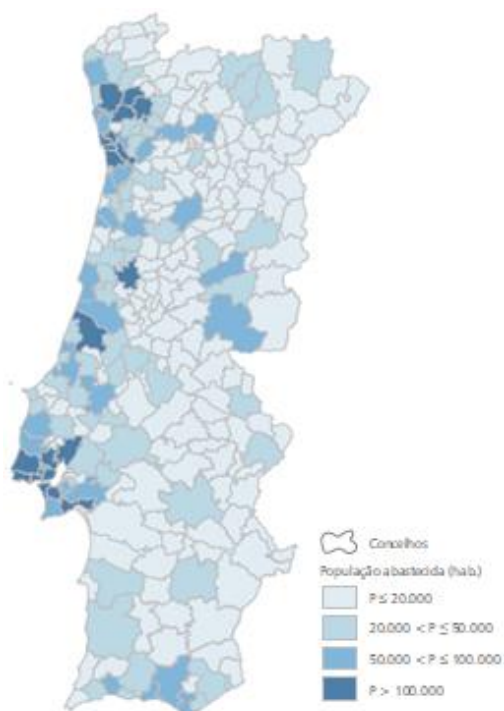 Concelhos
População abastecida (hab.)
P ≤ 20.000
20.000 < P ≤ 50.000
50.000 < P ≤ 100.000
P > 100.000